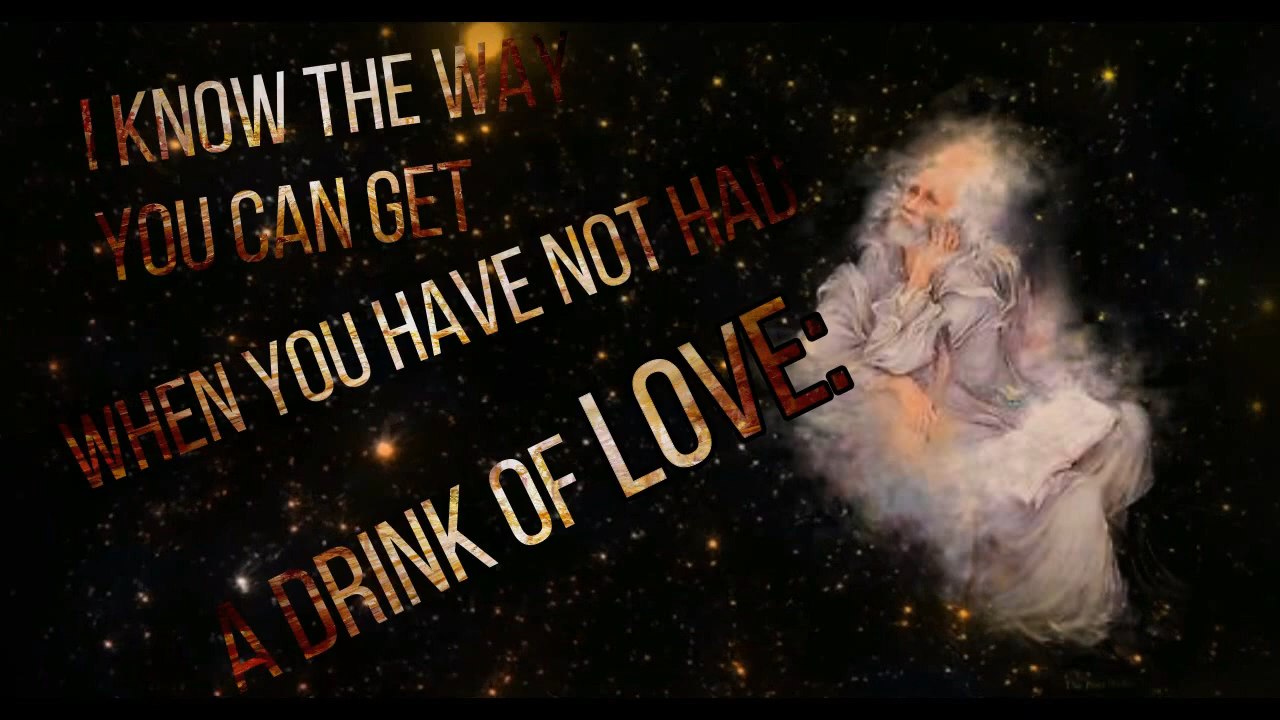 I KNOW THE WAY
YOU CAN GET
WHEN YOU HAVE NOT HAD
A DRINK OF LOVE: